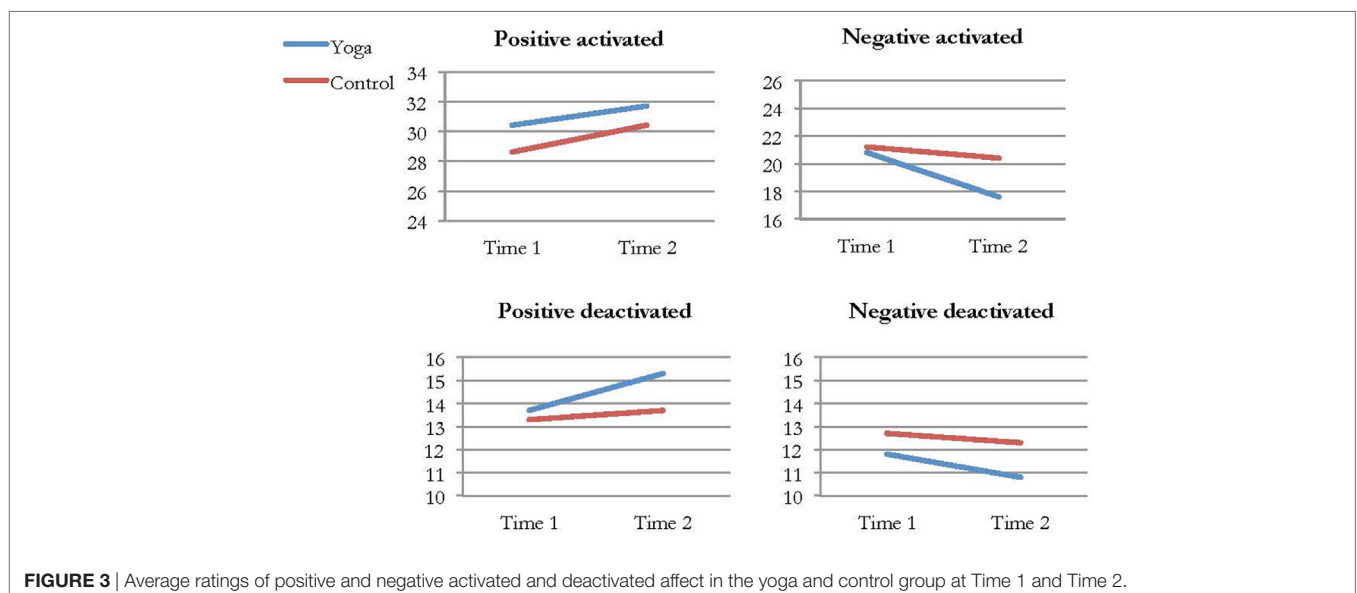 Yoga
Control
Positive activated
34
32
30
28
26
24
Time 1 Time 2
Negative activated
26
24
22
20
18
16
Time 1 Time 2
Positive deactivated
16
15
14
13
12
11
10
Time 1 Time 2
Negative deactivated
16
15
14
13
12
11
10
Time 1 Time 2
FIGURE 3 | Average ratings of positive and negative activated and deactivated affect in the yoga and control group at Time 1 and Time 2.